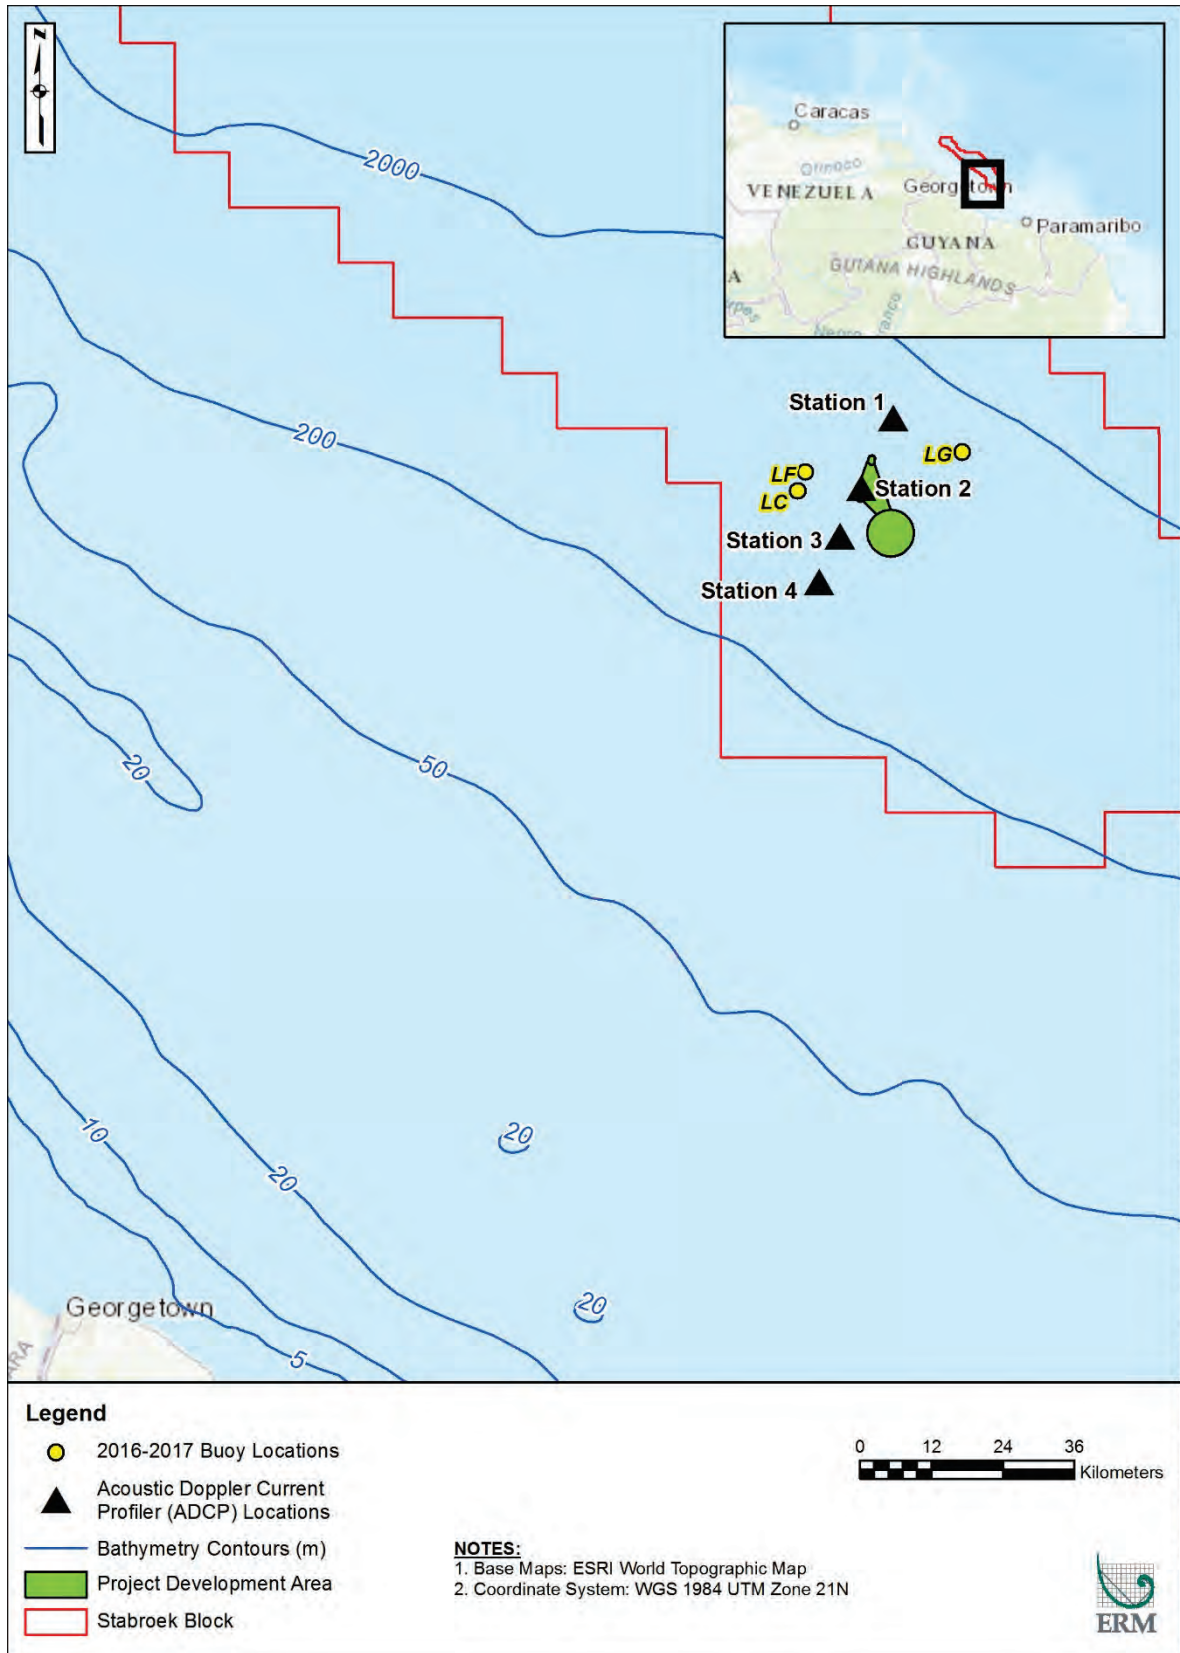 N
2000
Caracas
Orinoco
VENEZUELA
Georgetown
Paramaribo
GUYANA
GUIANA HIGHLANDS
A
Negro
ranco
200
Station 1
LG
LF
LC
Station 2
Station 3
Station 4
50
20
10
20
20
20
5
Georgetown
ARA
Legend
2016-2017 Buoy Locations
Acoustic Doppler Current
Profiler (ADCP) Locations
Bathymetry Contours (m)
Project Development Area
Stabroek Block
0 12 24 36
Kilometers
NOTES:
1. Base Maps: ESRI World Topographic Map
2. Coordinate System: WGS 1984 UTM Zone 21N
ERM